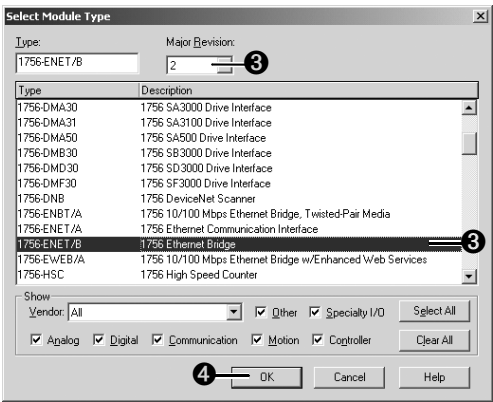 Select Module Type
Type: Major Revision:
1756-ENET/B 2 3
Type Description
1756-DMA30 1756 SA3000 Drive Interface
1756-DMA31 1756 SA3100 Drive Interface
1756-DMA50 1756 SA500 Drive Interface
1756-DMB30 1756 SB3000 Drive Interface
1756-DMD30 1756 SD3000 Drive Interface
1756-DMF30 1756 SF3000 Drive Interface
1756-DNB 1756 DeviceNet Scanner
1756-ENBT/A 1756 10/100 Mbps Ethernet Bridge, Twisted-Pair Media
1756-ENET/A 1756 Ethernet Communication Interface
1756-ENET/B 1756 Ethernet Bridge 3
1756-EWEB/A 1756 10/100 Mbps Ethernet Bridge w/Enhanced Web Services
1756-HSC 1756 High Speed Counter
Show
Vendor: All Other Specialty I/O Select All
Analog Digital Communication Motion Controller Clear All
4 OK Cancel Help